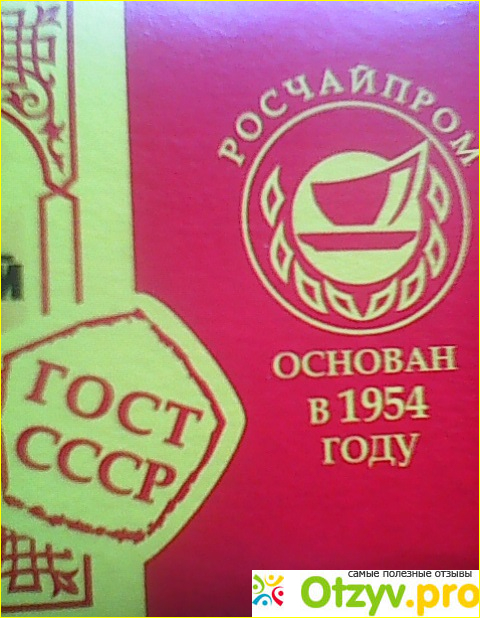 РОСЧАЙПРОМ
ОСНОВАН
В 1954
ГОДУ
Й
ГОСТ
СССР
самые полезные отзывы
Otzyv.pro